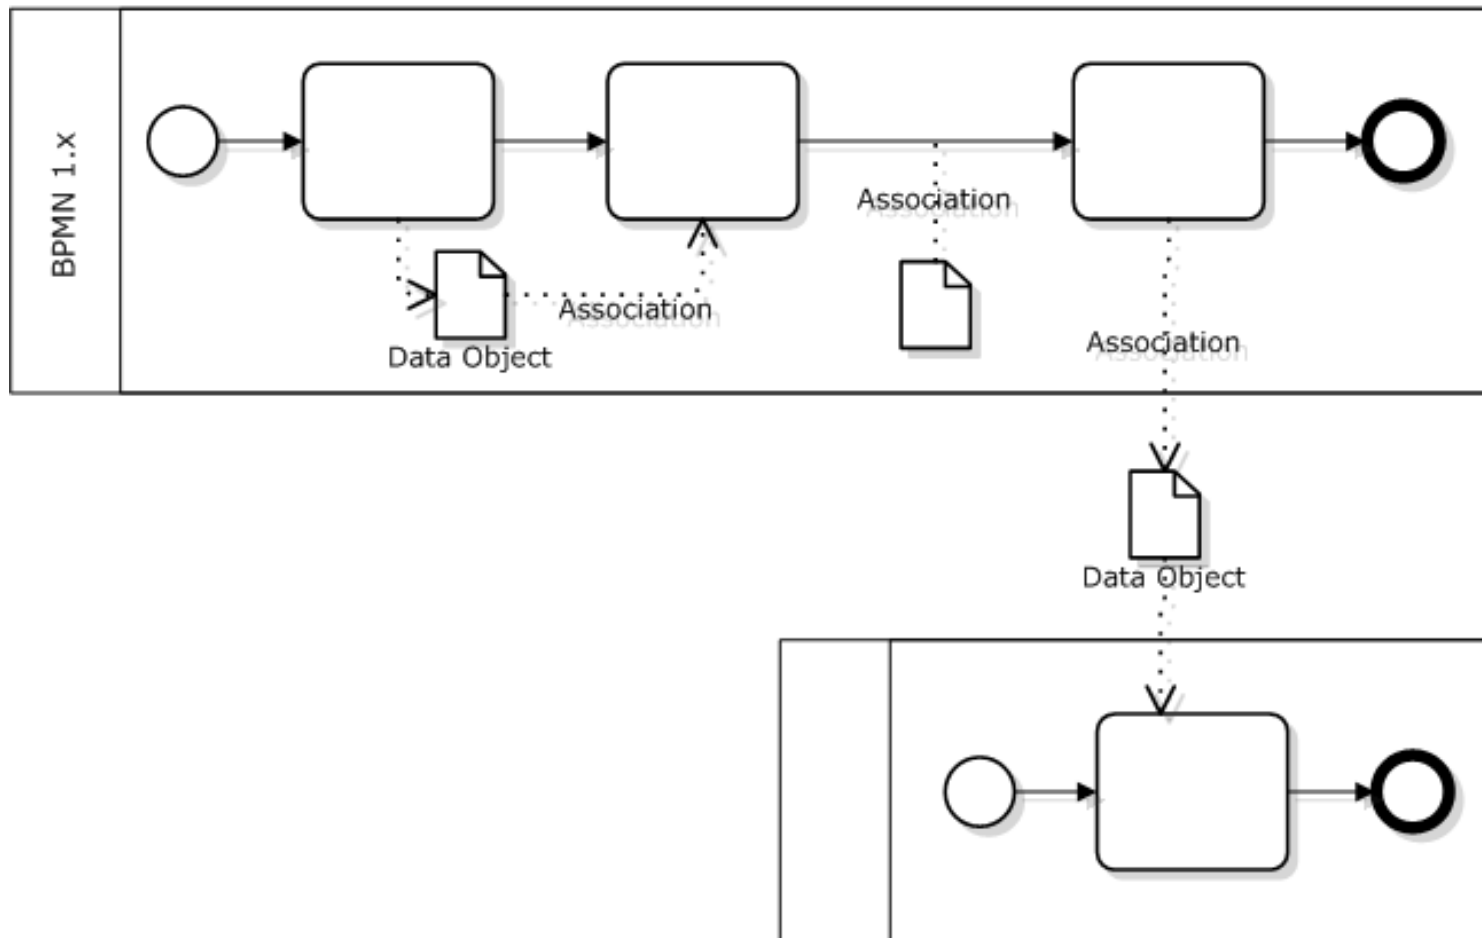 BPMN 1.x
Association
Association
Data Object
Association
Data Object